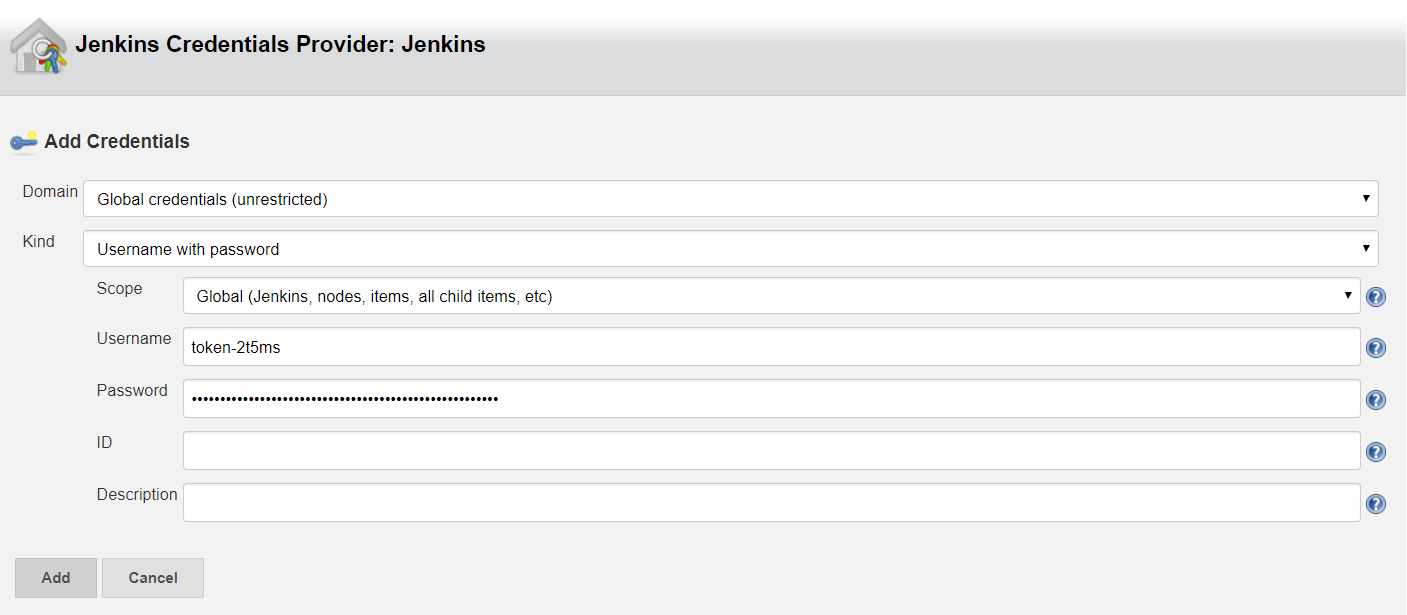 Jenkins Credentials Provider: Jenkins
Add Credentials
Domain Global credentials (unrestricted)
Kind Username with password
Scope Global (Jenkins, nodes, items, all child items, etc)
Username token-2t5ms
Password ••••••••••••••••••••••••••••••••••••••••••••••••••••••
ID
Description
Add Cancel